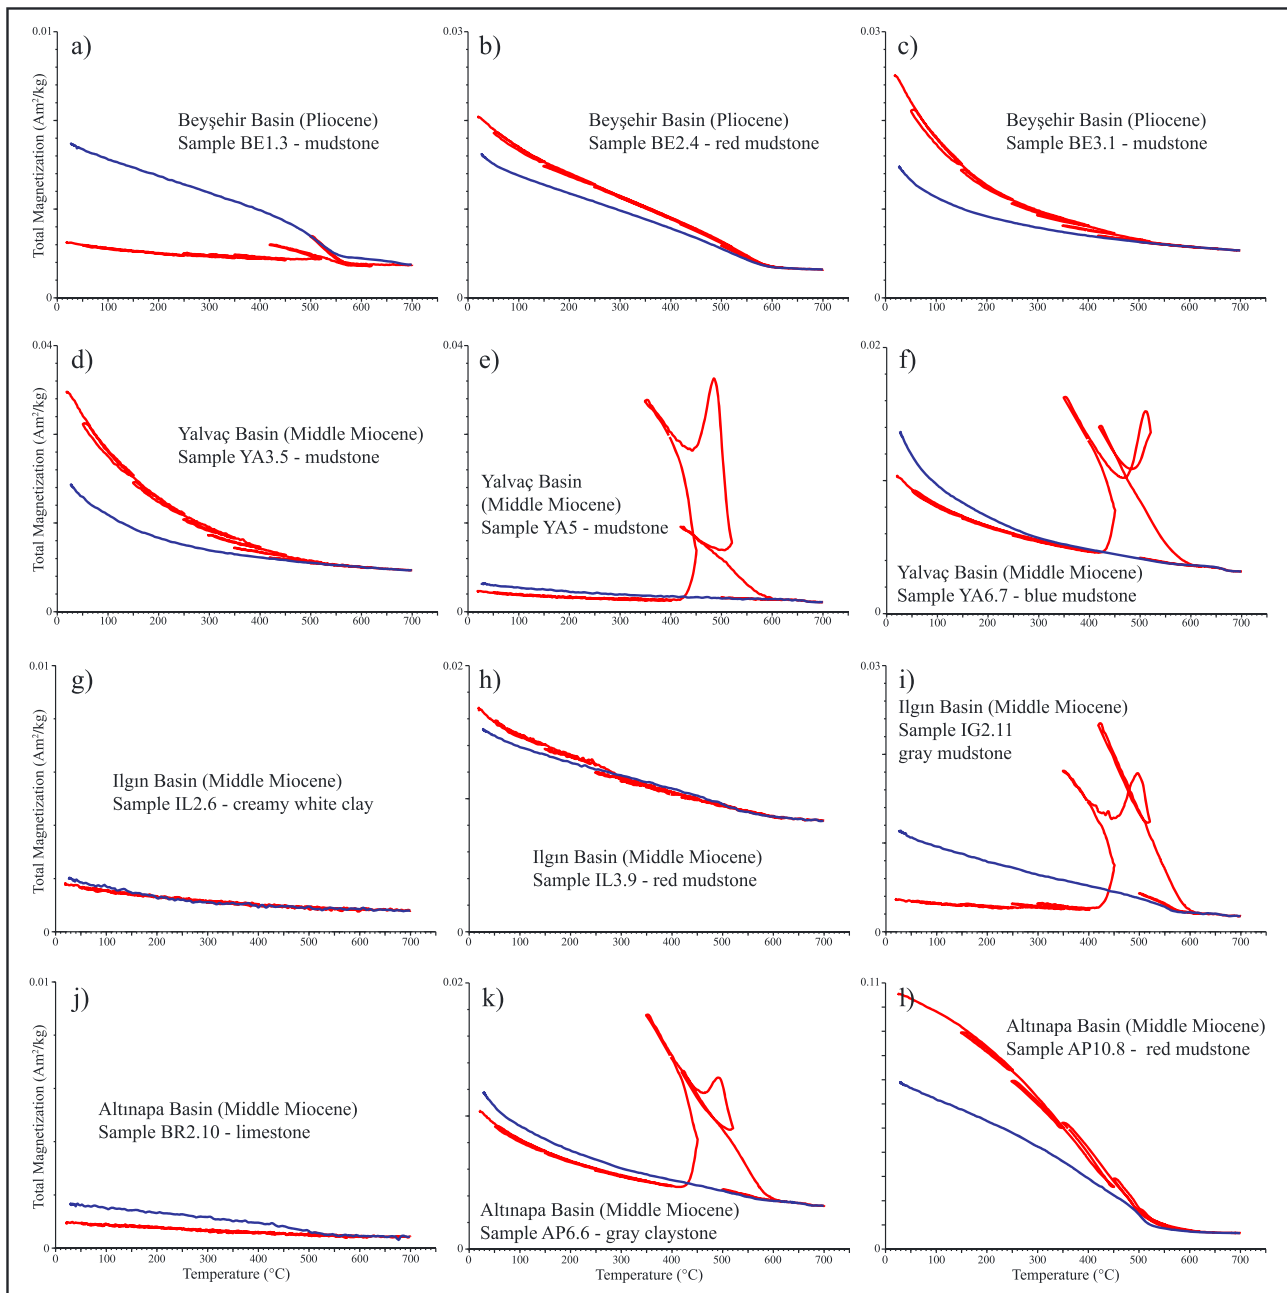 a)
0.01
Total Magnetization (Am²/kg)
Beyşehir Basin (Pliocene)
Sample BE1.3 - mudstone
0
0 100 200 300 400 500 600 700
b)
0.03
Beyşehir Basin (Pliocene)
Sample BE2.4 - red mudstone
0
0 100 200 300 400 500 600 700
c)
0.03
Beyşehir Basin (Pliocene)
Sample BE3.1 - mudstone
0
0 100 200 300 400 500 600 700
d)
0.04
Total Magnetization (Am²/kg)
Yalvaç Basin (Middle Miocene)
Sample YA3.5 - mudstone
0
0 100 200 300 400 500 600 700
e)
0.04
Yalvaç Basin
(Middle Miocene)
Sample YA5 - mudstone
0
0 100 200 300 400 500 600 700
f)
0.02
Yalvaç Basin (Middle Miocene)
Sample YA6.7 - blue mudstone
0
0 100 200 300 400 500 600 700
g)
0.01
Total Magnetization (Am²/kg)
Ilgın Basin (Middle Miocene)
Sample IL2.6 - creamy white clay
0
0 100 200 300 400 500 600 700
h)
0.02
Ilgın Basin (Middle Miocene)
Sample IL3.9 - red mudstone
0
0 100 200 300 400 500 600 700
i)
0.03
Ilgın Basin (Middle Miocene)
Sample IG2.11
gray mudstone
0
0 100 200 300 400 500 600 700
j)
0.01
Total Magnetization (Am²/kg)
Altınapa Basin (Middle Miocene)
Sample BR2.10 - limestone
0
0 100 200 300 400 500 600 700
Temperature (°C)
k)
0.02
Altınapa Basin (Middle Miocene)
Sample AP6.6 - gray claystone
0
0 100 200 300 400 500 600 700
Temperature (°C)
l)
0.11
Altınapa Basin (Middle Miocene)
Sample AP10.8 - red mudstone
0
0 100 200 300 400 500 600 700
Temperature (°C)